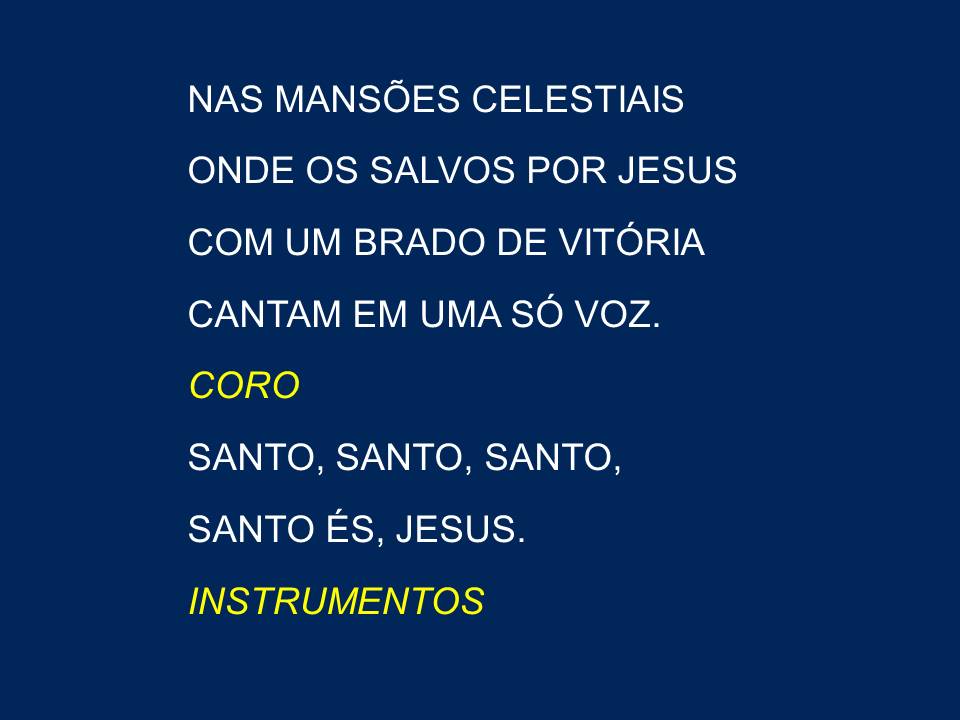 NAS MANSÕES CELESTIAIS
ONDE OS SALVOS POR JESUS
COM UM BRADO DE VITÓRIA
CANTAM EM UMA SÓ VOZ.
CORO
SANTO, SANTO, SANTO,
SANTO ÉS, JESUS.
INSTRUMENTOS